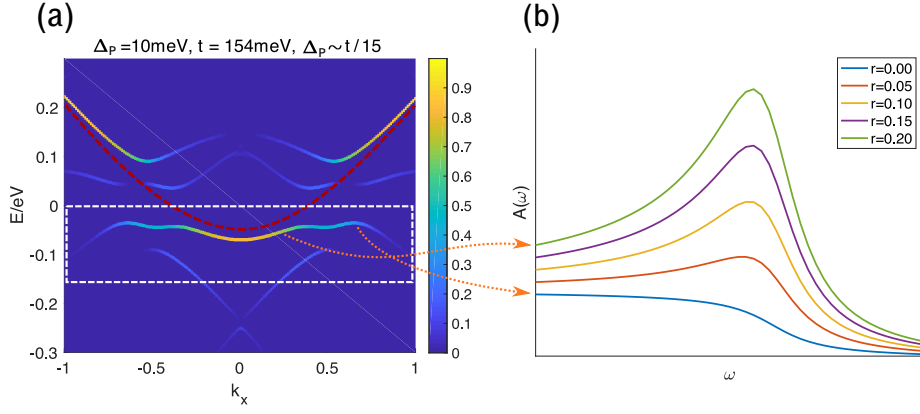 (a)
Δ_P =10meV, t = 154meV, Δ_P~t/15
E/eV
0.2
0.1
0
-0.1
-0.2
-0.3
-1
-0.5
0
0.5
1
k_x
0.9
0.8
0.7
0.6
0.5
0.4
0.3
0.2
0.1
0
(b)
A(ω)
ω
r=0.00
r=0.05
r=0.10
r=0.15
r=0.20